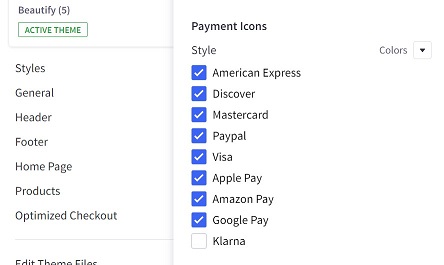 Beautify (5)
ACTIVE THEME
Styles
General
Header
Footer
Home Page
Products
Optimized Checkout
Edit Theme Files
Payment Icons
Style
Colors
American Express
Discover
Mastercard
Paypal
Visa
Apple Pay
Amazon Pay
Google Pay
Klarna